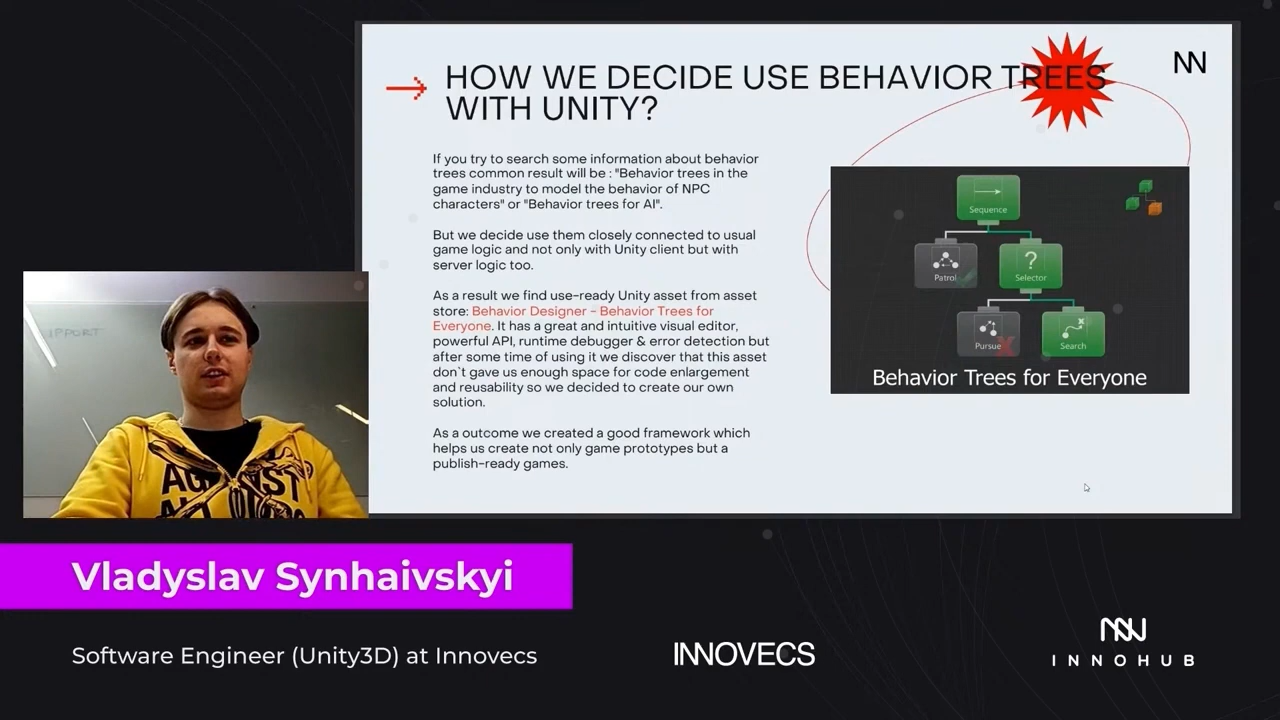 HOW WE DECIDE USE BEHAVIOR TREES
WITH UNITY?
If you try to search some information about behavior
trees common result will be : "Behavior trees in the
game industry to model the behavior of NPC
characters" or "Behavior trees for AI".
But we decide use them closely connected to usual
game logic and not only with Unity client but with
server logic too.
As a result we find use-ready Unity asset from asset
store: Behavior Designer - Behavior Trees for
Everyone. It has a great and intuitive visual editor,
powerful API, runtime debugger & error detection but
after some time of using it we discover that this asset
don`t gave us enough space for code enlargement
and reusability so we decided to create our own
solution.
As a outcome we created a good framework which
helps us create not only game prototypes but a
publish-ready games.
Sequence
Patrol
?
Selector
Pursue
Search
Behavior Trees for Everyone
Vladyslav Synhaivskyi
Software Engineer (Unity3D) at Innovecs
INNOVECS
INNOHUB